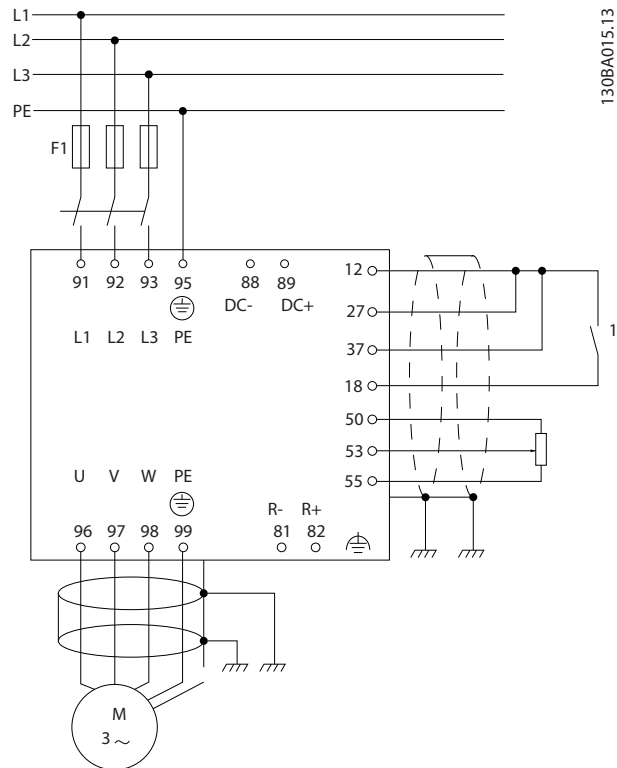 130BA015.13
L1
L2
L3
PE
F1
91 92 93 95 88 89
DC- DC+
L1 L2 L3 PE
12
27
37
18
1
50
53
55
U V W PE
R- R+
96 97 98 99 81 82
M
3 ~